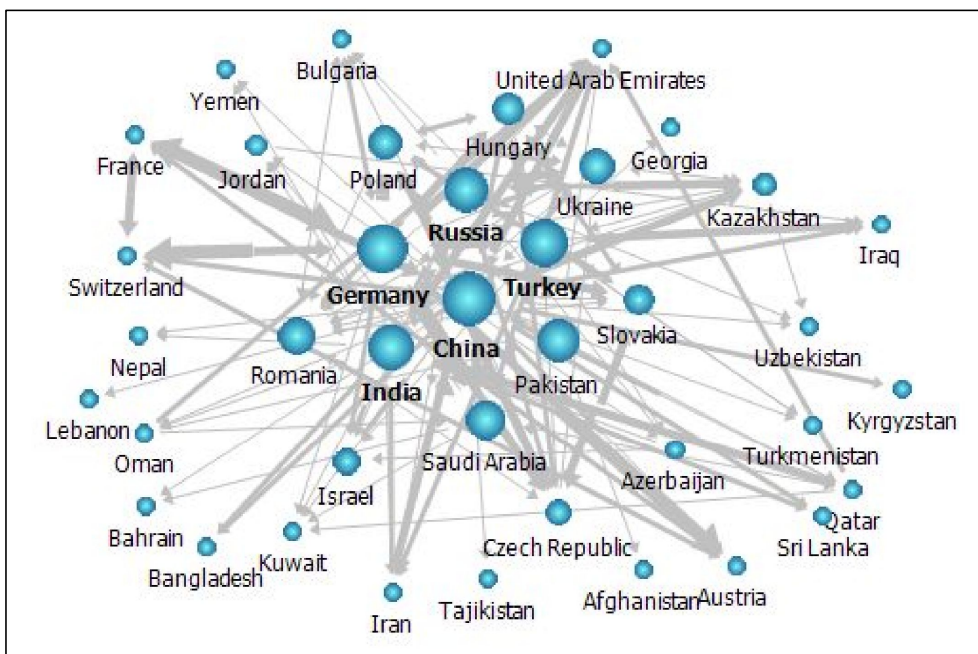 Bulgaria
United Arab Emirates
Yemen
Hungary
Georgia
France
Jordan
Poland
Ukraine
Kazakhstan
Russia
Iraq
Switzerland
Germany
Turkey
Slovakia
Nepal
Romania
China
Pakistan
Uzbekistan
India
Kyrgyzstan
Lebanon
Oman
Saudi Arabia
Turkmenistan
Israel
Azerbaijan
Bahrain
Qatar
Bangladesh
Kuwait
Czech Republic
Sri Lanka
Iran
Tajikistan
Afghanistan
Austria